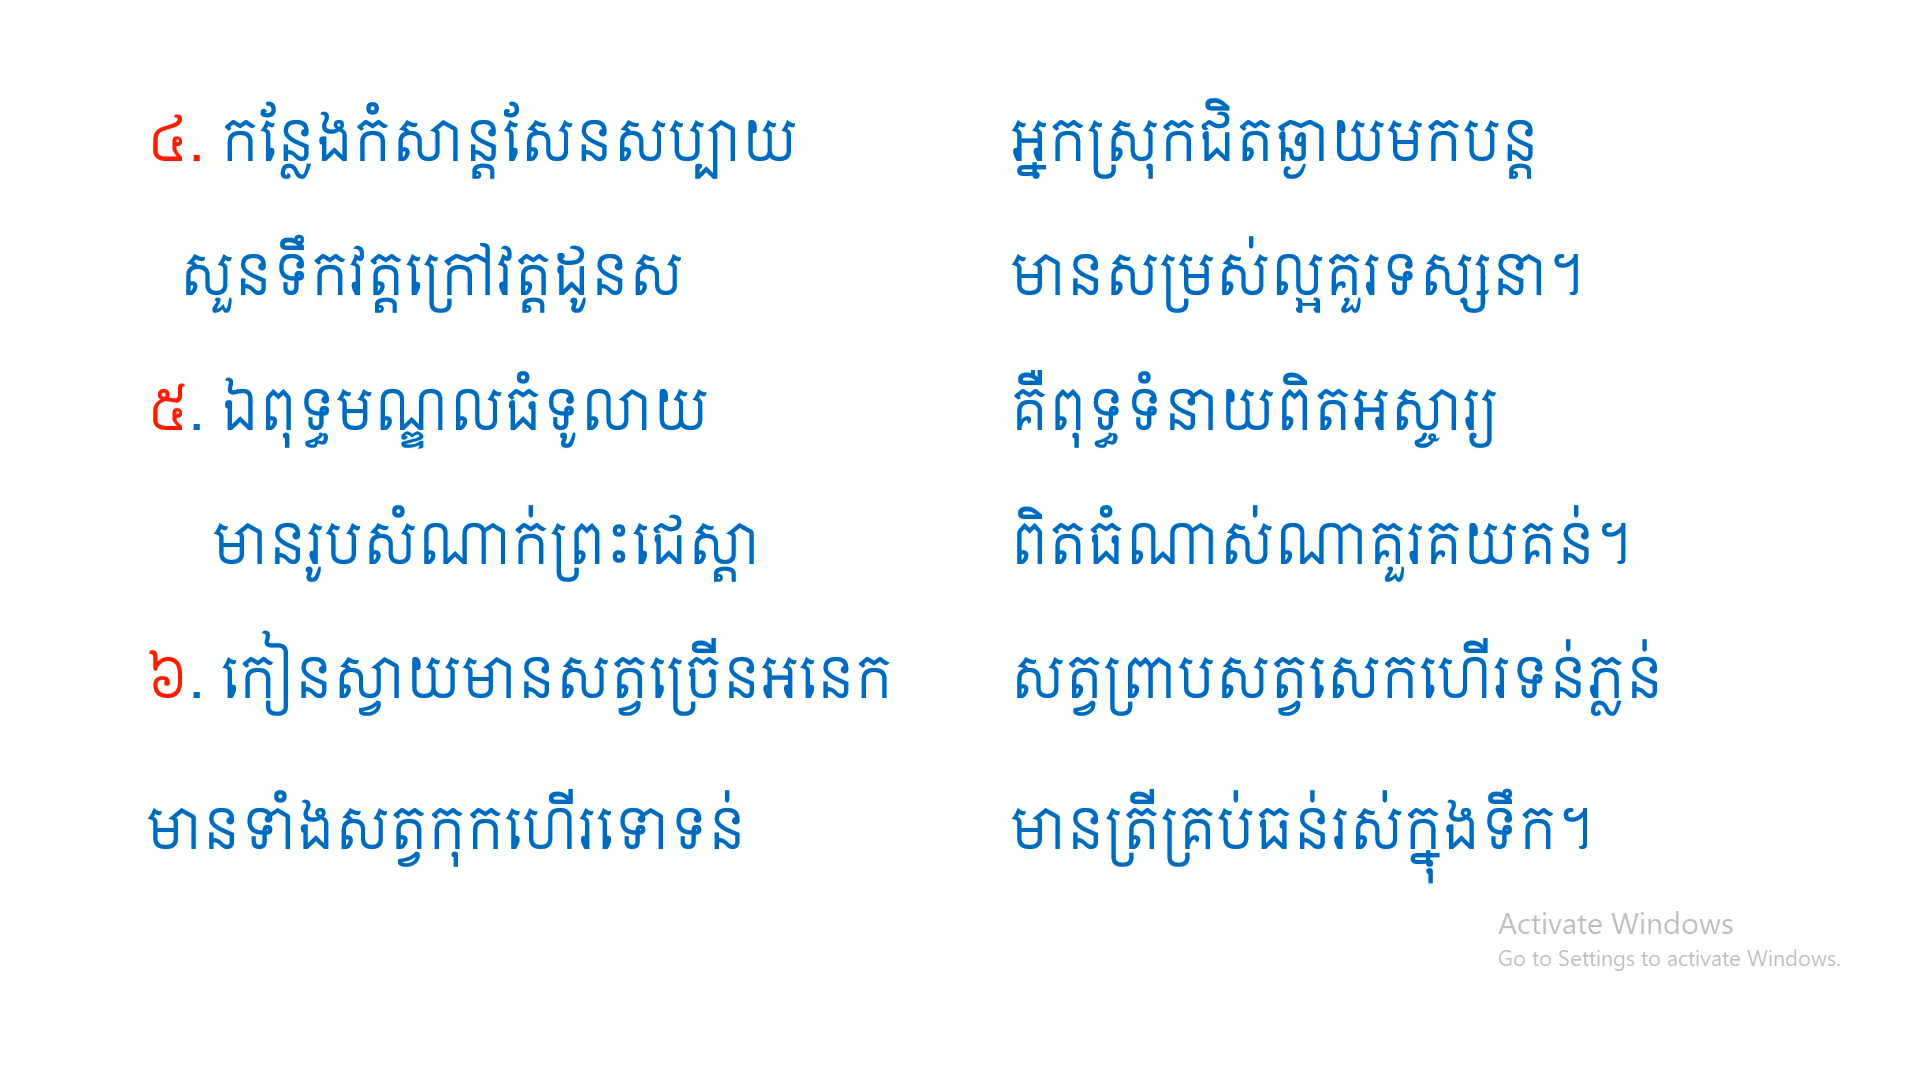 ៤. កន្លែងកំសាន្តសែនសប្បាយ អ្នកស្រុកជិតឆ្ងាយមកបន្ត
សួនទឹកវត្តក្រៅវត្តដូនស មានសម្រស់ល្អគួរទស្សនា។
៥. ឯពុទ្ធមណ្ឌលធំទូលាយ គឺពុទ្ធទំនាយពិតអស្ចារ្យ
មានរូបសំណាក់ព្រះជេស្តា ពិតធំណាស់ណាគួរគយគន់។
៦. កៀនស្វាយមានសត្វច្រើនអនេក សត្វព្រាបសត្វសេកហើរទន់ភ្លន់
មានទាំងសត្វកុកហើរទោទន់ មានត្រីគ្រប់ធន់រស់ក្នុងទឹក។
Activate Windows
Go to Settings to activate Windows.